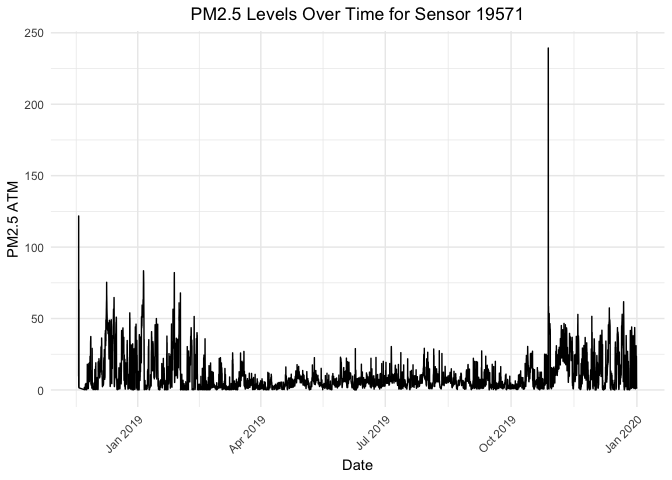 PM2.5 Levels Over Time for Sensor 19571
250
200
150
100
50
0
PM2.5 ATM
Jan 2019
Apr 2019
Jul 2019
Oct 2019
Jan 2020
Date